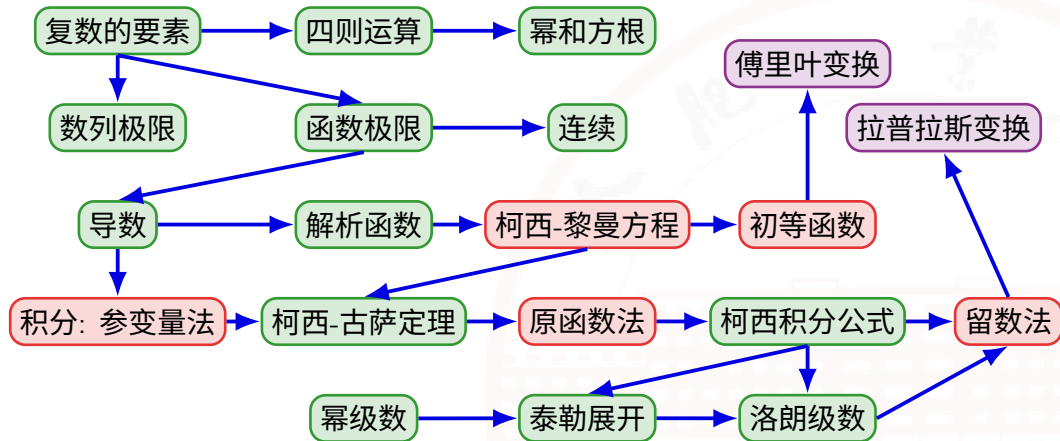 复数的要素
四则运算
幂和方根
傅里叶变换
数列极限
函数极限
连续
拉普拉斯变换
导数
解析函数
柯西-黎曼方程
初等函数
积分: 参变量法
柯西-古萨定理
原函数法
柯西积分公式
留数法
幂级数
泰勒展开
洛朗级数